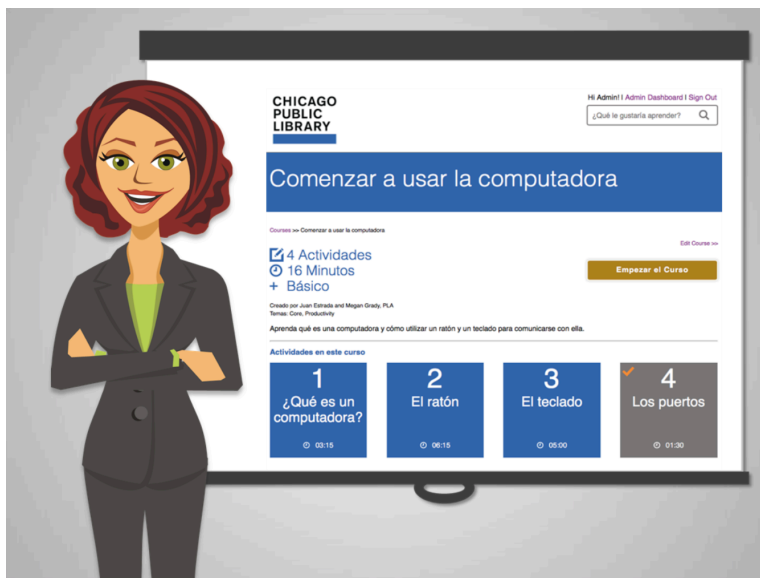 CHICAGO
PUBLIC
LIBRARY
Hi Admin! | Admin Dashboard | Sign Out
¿Qué le gustaría aprender?
Comenzar a usar la computadora
Courses >> Comenzar a usar la computadora
Edit Course >>
4 Actividades
16 Minutos
+ Básico
Empezar el Curso
Creado por Juan Estrada and Megan Grady, PLA
Temas: Core, Productivity
Aprenda qué es una computadora y cómo utilizar un ratón y un teclado para comunicarse con ella.
Actividades en este curso
1
¿Qué es un
computadora?
03:15
2
El ratón
06:15
3
El teclado
05:00
4
Los puertos
01:30